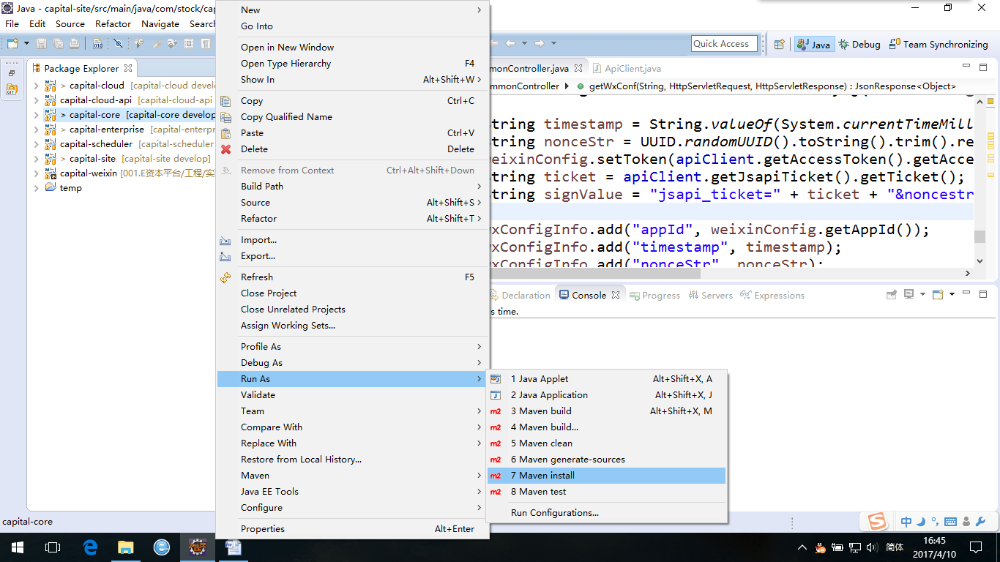 Java - capital-site/src/main/java/com/stock/cap
File Edit Source Refactor Navigate Search
Quick Access
Java
Debug
Team Synchronizing
Package Explorer
> capital-cloud [capital-cloud devel
capital-cloud-api [capital-cloud-api
> capital-core [capital-core develop
> capital-enterprise [capital-enterpr
capital-scheduler [capital-scheduler
> capital-site [capital-site develop]
capital-weixin [001.E资本平台/工程/实
temp
New
Go Into
Open in New Window
Open Type Hierarchy F4
Show In Alt+Shift+W >
Copy Ctrl+C
Copy Qualified Name
Paste Ctrl+V
Delete Delete
Remove from Context Ctrl+Alt+Shift+Down
Build Path
Source Alt+Shift+S >
Refactor Alt+Shift+T >
Import...
Export...
Refresh F5
Close Project
Close Unrelated Projects
Assign Working Sets...
Profile As
Debug As
Run As
Validate
Team
Compare With
Replace With
Restore from Local History...
Maven
Java EE Tools
Configure
Properties Alt+Enter
1 Java Applet Alt+Shift+X, A
2 Java Application Alt+Shift+X, J
3 Maven build Alt+Shift+X, M
4 Maven build...
5 Maven clean
6 Maven generate-sources
7 Maven install
8 Maven test
Run Configurations...
mmonController.java
ApiClient.java
mmonController
getWxConf(String, HttpServletRequest, HttpServletResponse) : JsonResponse<Object>
tring timestamp = String.valueOf(System.currentTimeMill
tring nonceStr = UUID.randomUUID().toString().trim().re
weixinConfig.setToken(apiClient.getAccessToken().getAcce
tring ticket = apiClient.getJsapiTicket().getTicket();
tring signValue = "jsapi_ticket=" + ticket + "&noncestr
xConfigInfo.add("appId", weixinConfig.getAppId());
xConfigInfo.add("timestamp", timestamp);
xConfigInfo.add("nonceStr", nonceStr);
Declaration
Console
Progress
Servers
Expressions
s time.
capital-core
中
简体
16:45
2017/4/10